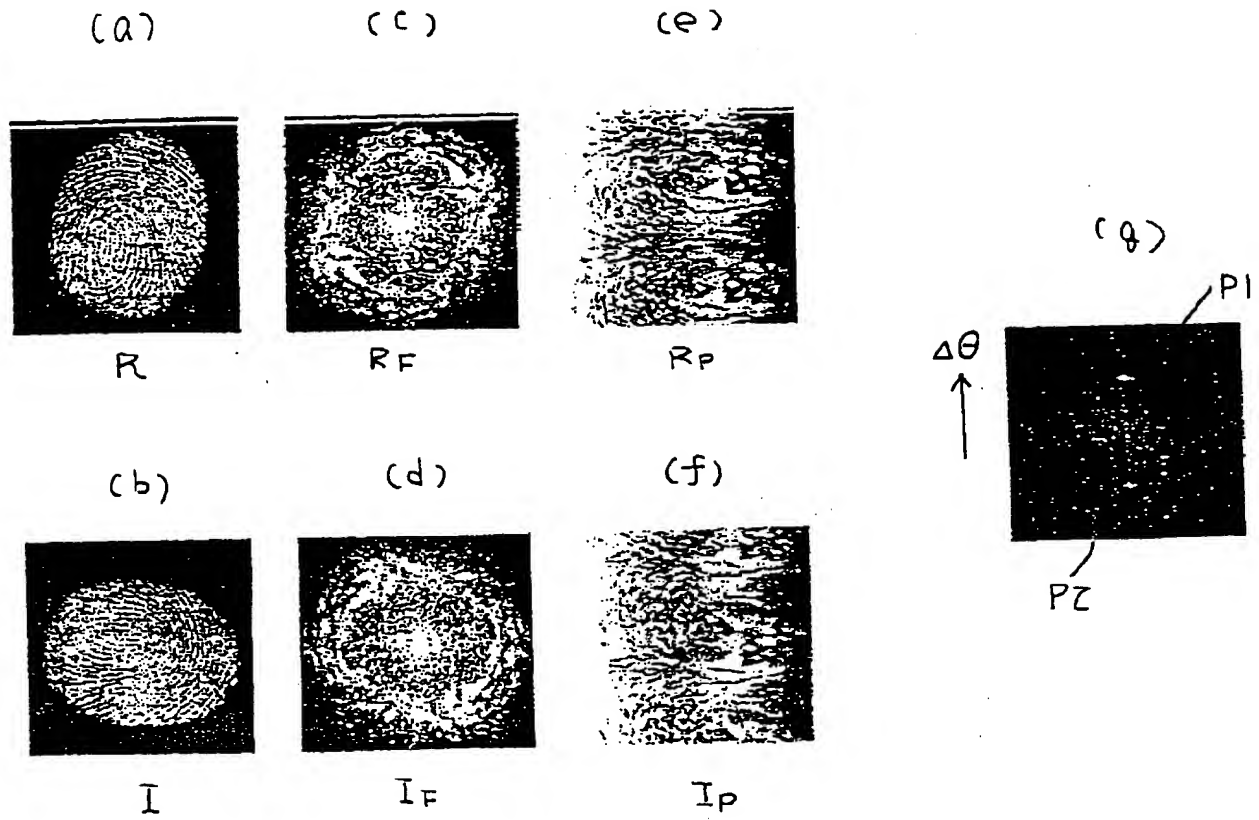 (a) (c) (e)
(g)
P1
Δθ
R RF RP
P2
(b) (d) (f)
I IF IP